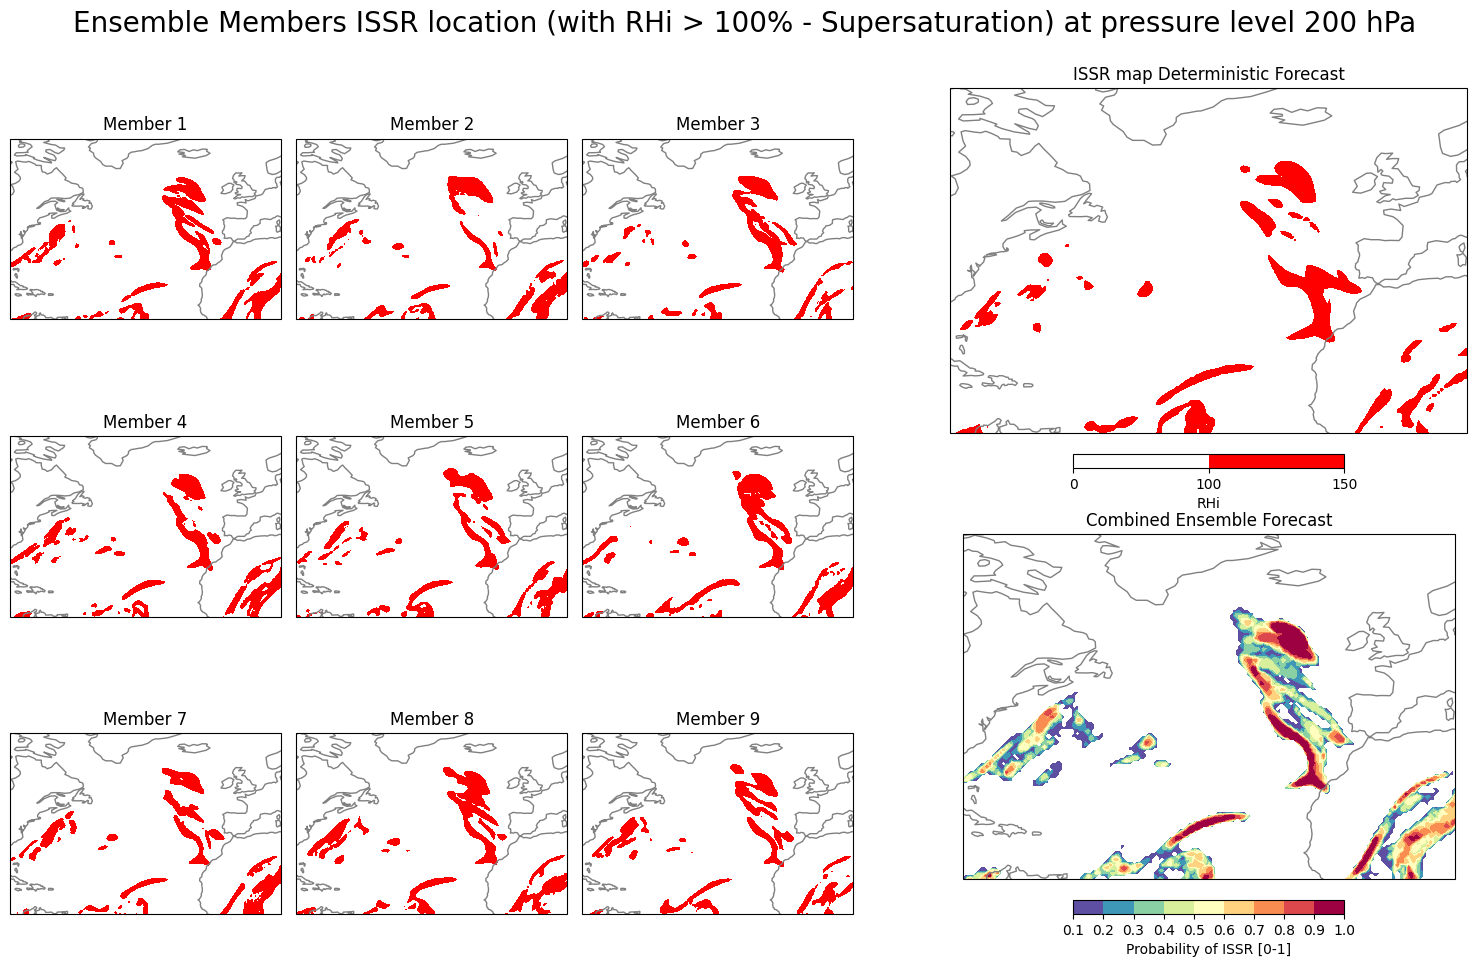 Ensemble Members ISSR location (with RHi > 100% - Supersaturation) at pressure level 200 hPa
Member 1
Member 2
Member 3
Member 4
Member 5
Member 6
Member 7
Member 8
Member 9
ISSR map Deterministic Forecast
0 100 150
RHi
Combined Ensemble Forecast
0.1 0.2 0.3 0.4 0.5 0.6 0.7 0.8 0.9 1.0
Probability of ISSR [0-1]